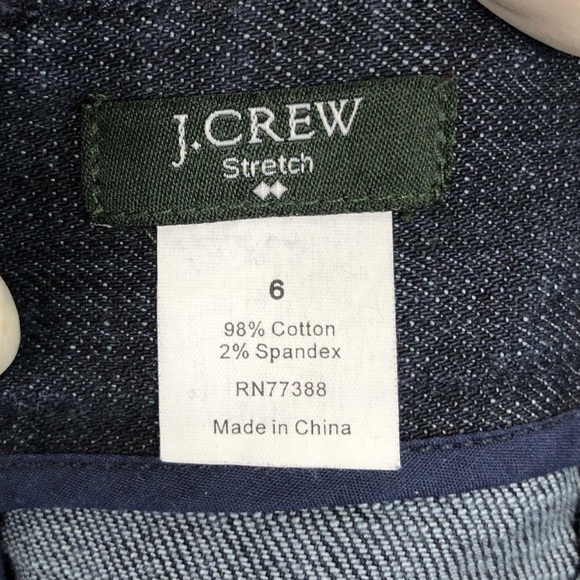 J.CREW
Stretch
6
98% Cotton
2% Spandex
RN77388
Made in China